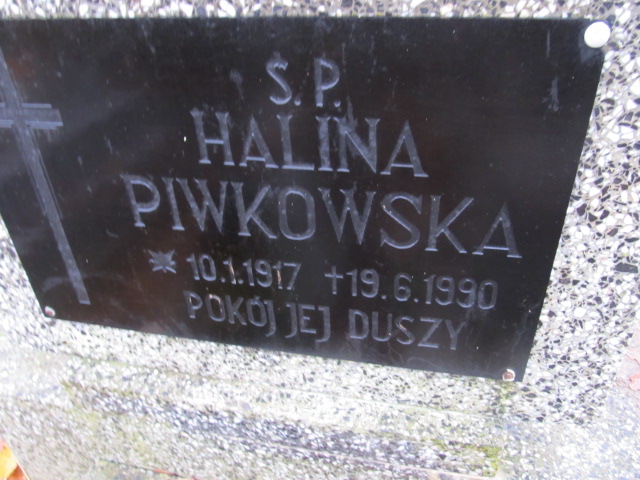 Ś.P.
HALINA
PIWKOWSKA
* 10.1.1917 +19.6.1990
POKÓJ JEJ DUSZY